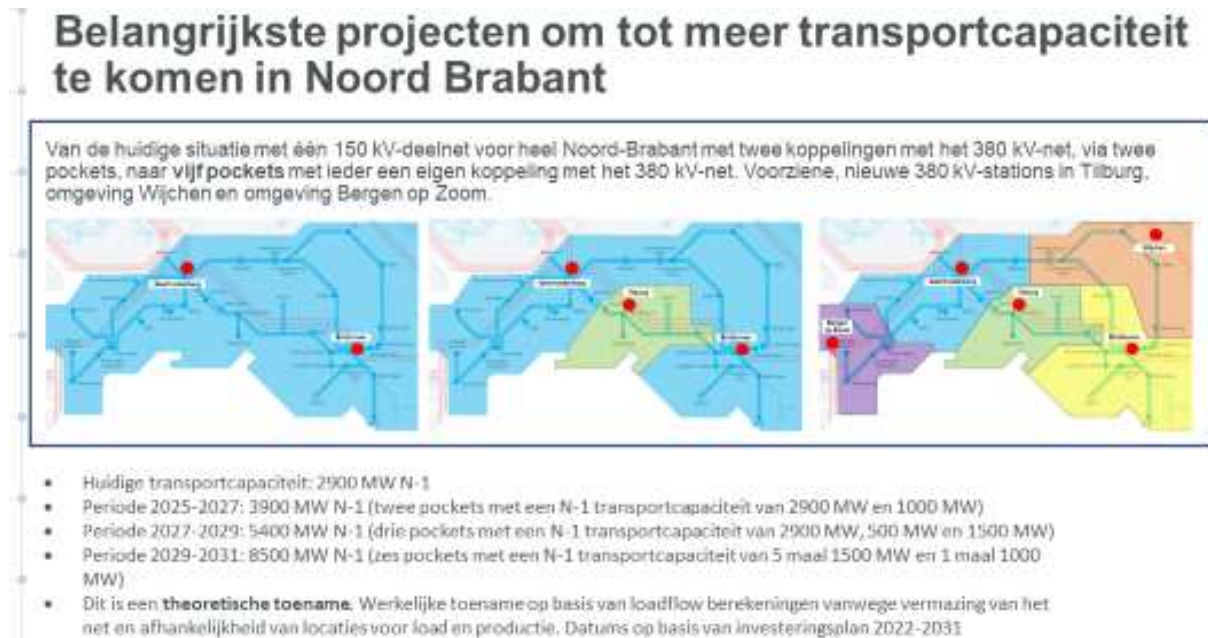 Belangrijkste projecten om tot meer transportcapaciteit
te komen in Noord Brabant
Van de huidige situatie met één 150 kV-deelnet voor heel Noord-Brabant met twee koppelingen met het 380 kV-net, via twee
pockets, naar vijf pockets met ieder een eigen koppeling met het 380 kV-net. Voorziene, nieuwe 380 kV-stations in Tilburg,
omgeving Wijchen en omgeving Bergen op Zoom.
• Huidige transportcapaciteit: 2900 MW N-1
• Periode 2025-2027: 3900 MW N-1 (twee pockets met een N-1 transportcapaciteit van 2900 MW en 1000 MW)
• Periode 2027-2029: 5400 MW N-1 (drie pockets met een N-1 transportcapaciteit van 2900 MW, 500 MW en 1500 MW)
• Periode 2029-2031: 8500 MW N-1 (zes pockets met een N-1 transportcapaciteit van 5 maal 1500 MW en 1 maal 1000
MW)
• Dit is een theoretische toename. Werkelijke toename op basis van loadflow berekeningen vanwege vermazing van het
net en afhankelijkheid van locaties voor load en productie. Datums op basis van investeringsplan 2022-2031